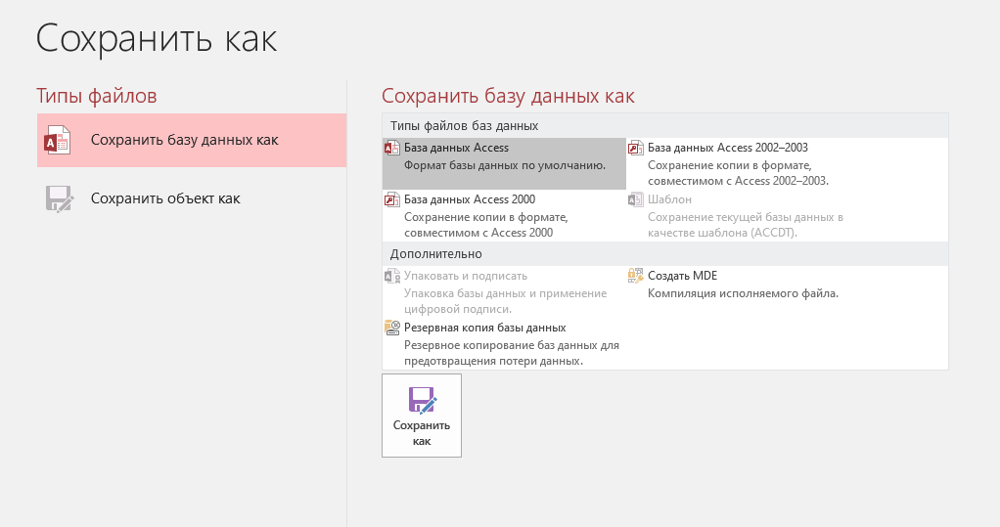 Сохранить как
Типы файлов
Сохранить базу данных как
Сохранить объект как
Сохранить базу данных как
Типы файлов баз данных
База данных Access
Формат базы данных по умолчанию.
База данных Access 2002–2003
Сохранение копии в формате,
совместимом с Access 2002–2003.
База данных Access 2000
Сохранение копии в формате,
совместимом с Access 2000
Шаблон
Сохранение текущей базы данных в
качестве шаблона (ACCDT).
Дополнительно
Упаковать и подписать
Упаковка базы данных и применение
цифровой подписи.
Создать MDE
Компиляция исполняемого файла.
Резервная копия базы данных
Резервное копирование баз данных для
предотвращения потери данных.
Сохранить
как